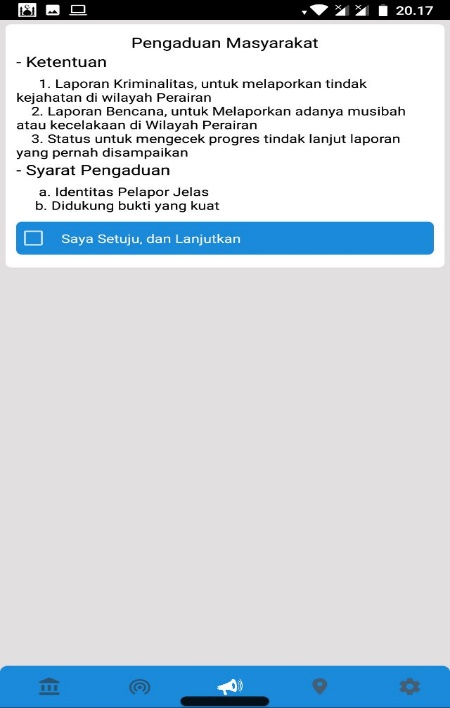 20.17
Pengaduan Masyarakat
- Ketentuan
1. Laporan Kriminalitas, untuk melaporkan tindak
kejahatan di wilayah Perairan
2. Laporan Bencana, untuk Melaporkan adanya musibah
atau kecelakaan di Wilayah Perairan
3. Status untuk mengecek progres tindak lanjut laporan
yang pernah disampaikan
- Syarat Pengaduan
a. Identitas Pelapor Jelas
b. Didukung bukti yang kuat
Saya Setuju, dan Lanjutkan